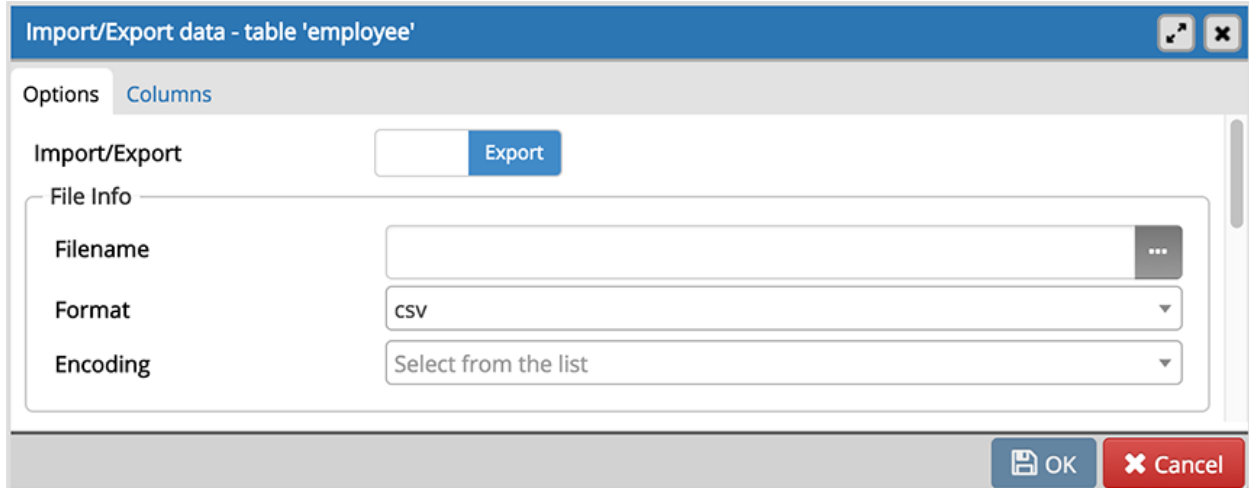 Import/Export data - table 'employee'
Options Columns
Import/Export Export
File Info
Filename ...
Format csv
Encoding Select from the list
OK Cancel